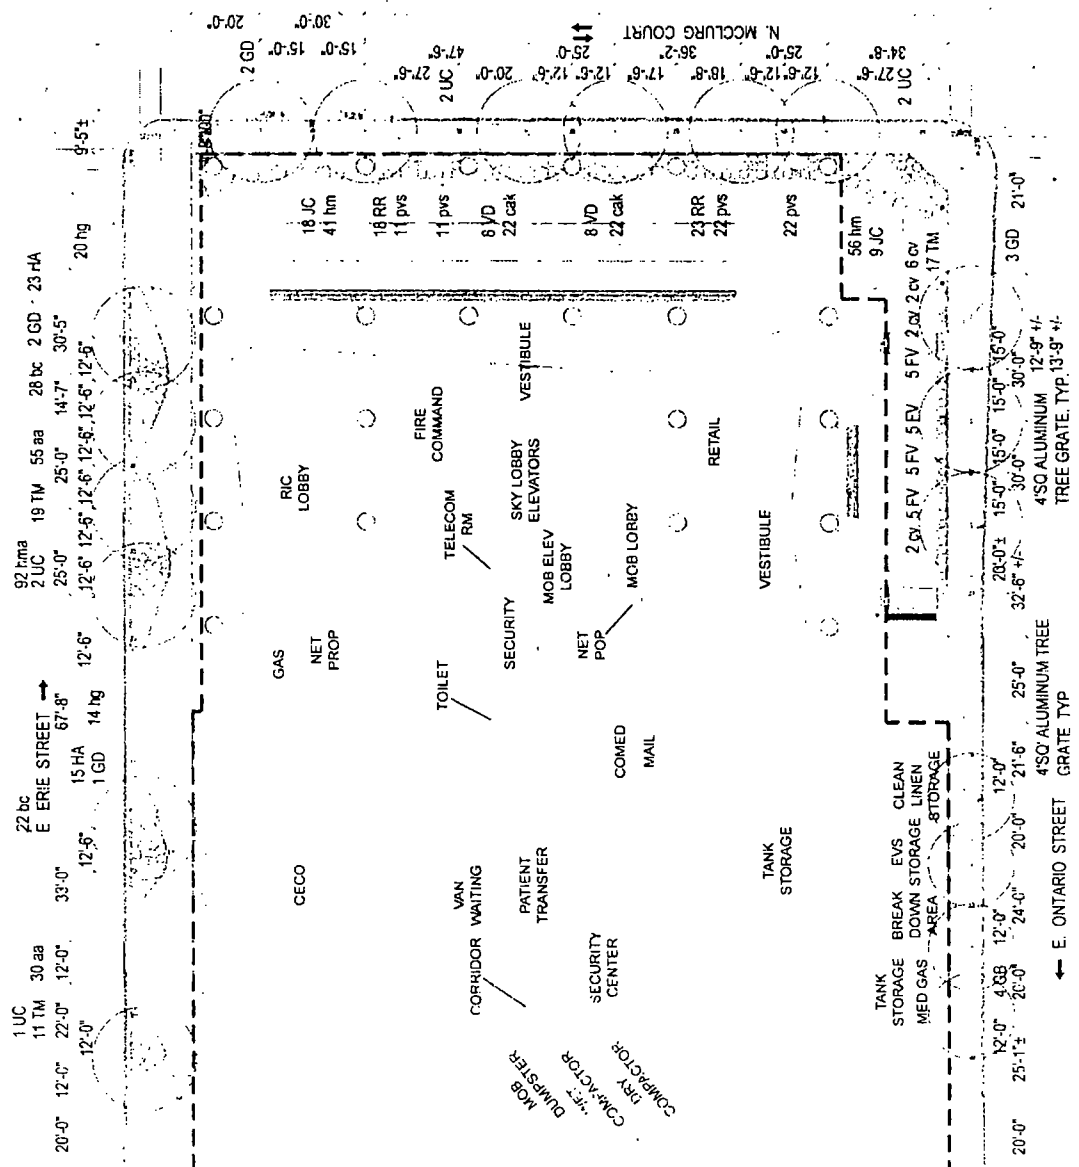 N. MCCLURG COURT
20'-0"
30'-0"
2 GD
15'-0"
15'-0"
47'-6"
27'-6"
2 UC
20'-0"
25'-0"
12'-6"
12'-6"
12'-6"
17'-6"
36'-2"
18'-8"
25'-0"
12'-6"
12'-6"
34'-8"
27'-6"
2 UC
9'-5"±
20 hg
18 JC
41 hm
18 RR
11 pvs
11 pvs
8 VD
22 cak
8 VD
22 cak
23 RR
22 pvs
22 pvs
56 hm
9 JC
6 cv
17 TM
21'-0"
3 GD
23 HA
2 GD
30'-5"
28 bc
14'-7"
12'-6"
12'-6"
55 aa
25'-0"
12'-6"
12'-6"
19 TM
12'-6"
12'-6"
92 hma
2 UC
25'-0"
12'-6"
12'-6"
E ERIE STREET
67'-8"
14 hg
15 HA
1 GD
22 bc
12'-6"
33'-0"
30 aa
12'-0"
1 UC
11 TM
22'-0"
12'-0"
12'-0"
20'-0"
VESTIBULE
FIRE
COMMAND
RIC
LOBBY
SKY LOBBY
ELEVATORS
RETAIL
TELECOM
RM
MOB ELEV
LOBBY
MOB LOBBY
VESTIBULE
GAS
NET
PROP
SECURITY
NET
POP
TOILET
COMED
MAIL
CECO
VAN
WAITING
PATIENT
TRANSFER
TANK
STORAGE
CORRIDOR
SECURITY
CENTER
MOB
DUMPSTER
WET
COMPACTOR
DRY
COMPACTOR
CLEAN
LINEN
STORAGE
EVS
STORAGE
BREAK
DOWN
AREA
TANK
STORAGE
MED GAS
2 cv 5 FV 5 FV 5 FV 5 FV 2 cv 2 cv
15'-0"
15'-0"
30'-0"
15'-0"
15'-0"
30'-0"
4'SQ ALUMINUM
TREE GRATE, TYP.
12'-9" +/-
13'-9" +/-
20'-0"±
32'-6" +/-
25'-0"
4'SQ' ALUMINUM TREE
GRATE TYP
12'-0"
21'-6"
20'-0"
12'-0"
24'-0"
4 GB
20'-0"
12'-0"
25'-1"±
20'-0"
E. ONTARIO STREET